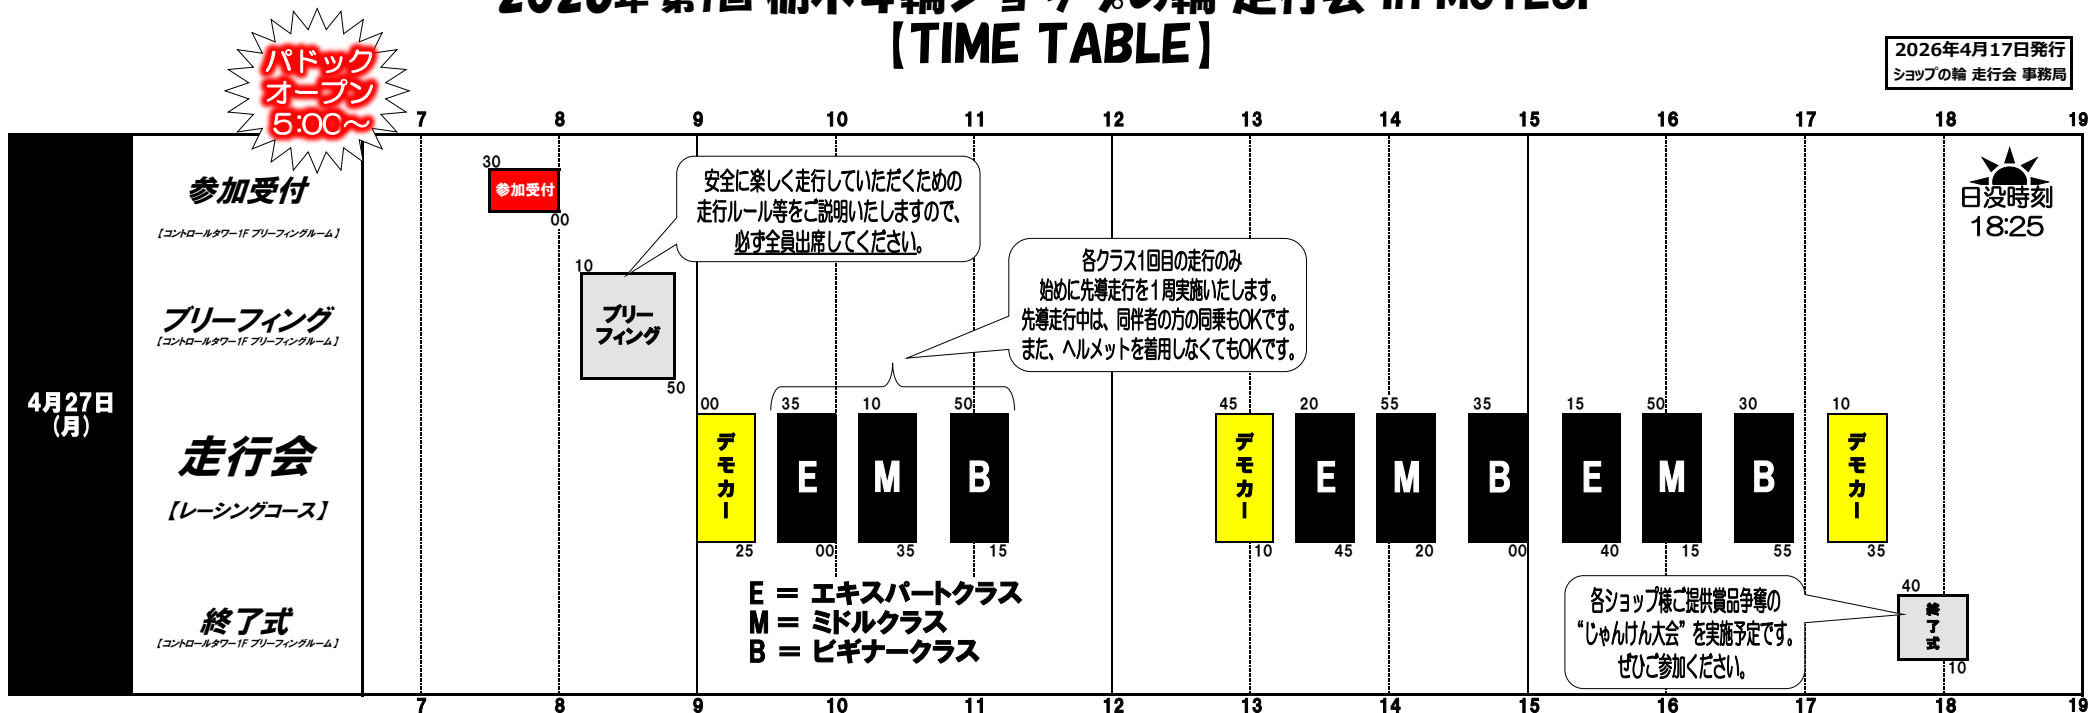 【TIME TABLE】
2026年4月17日発行
ショップの輪 走行会 事務局
パドック
オープン
5:00～
7 8 9 10 11 12 13 14 15 16 17 18 19
4月27日
(月)
参加受付
【コントロールタワー1F ブリーフィングルーム】
30
参加受付
00
安全に楽しく走行していただくための
走行ルール等をご説明いたしますので、
必ず全員出席してください。
日没時刻
18:25
ブリーフィング
【コントロールタワー1F ブリーフィングルーム】
10
ブリー
フィング
50
各クラス1回目の走行のみ
始めに先導走行を1周実施いたします。
先導走行中は、同伴者の方の同乗もOKです。
また、ヘルメットを着用しなくてもOKです。
走行会
【レーシングコース】
00 35 10 50 45 20 55 35 15 50 30 10
デモカー E M B デモカー E M B E M B デモカー
25 00 35 15 10 45 20 00 40 15 55 35
E = エキスパートクラス
M = ミドルクラス
B = ビギナークラス
終了式
【コントロールタワー1F ブリーフィングルーム】
各ショップ様ご提供賞品争奪の
“じゃんけん大会” を実施予定です。
ぜひご参加ください。
40
終了式
10
7 8 9 10 11 12 13 14 15 16 17 18 19